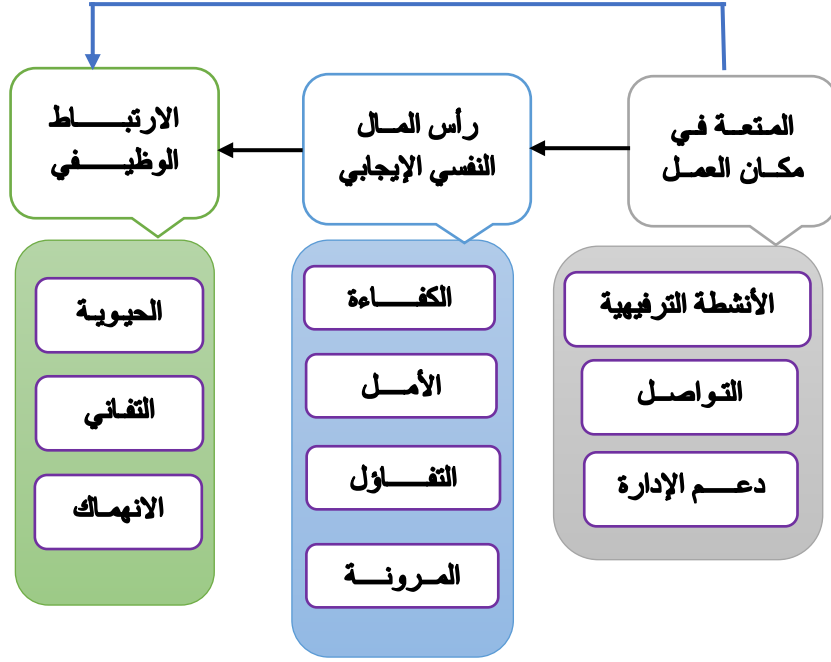 المتعة في
مكان العمل
الأنشطة الترفيهية
التواصل
دعم الإدارة
رأس المال
النفسي الإيجابي
الكفاءة
الأمل
التفاؤل
المرونة
الارتباط
الوظيفي
الحيوية
التفاني
الانهماك